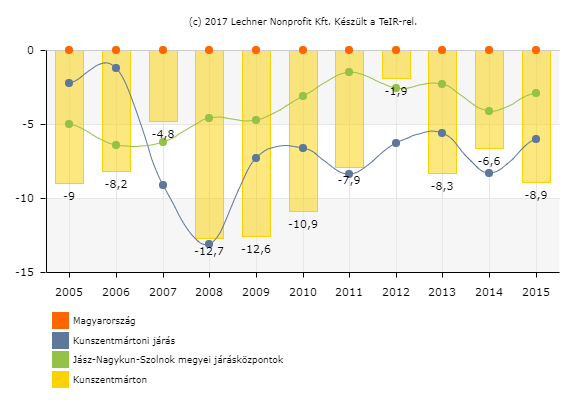 (c) 2017 Lechner Nonprofit Kft. Készült a TeIR-rel.
0
-5
-10
-15
-9
-8,2
-4,8
-12,7
-12,6
-10,9
-7,9
-1,9
-8,3
-6,6
-8,9
2005 2006 2007 2008 2009 2010 2011 2012 2013 2014 2015
Magyarország
Kunszentmártoni járás
Jász-Nagykun-Szolnok megyei járásközpontok
Kunszentmárton